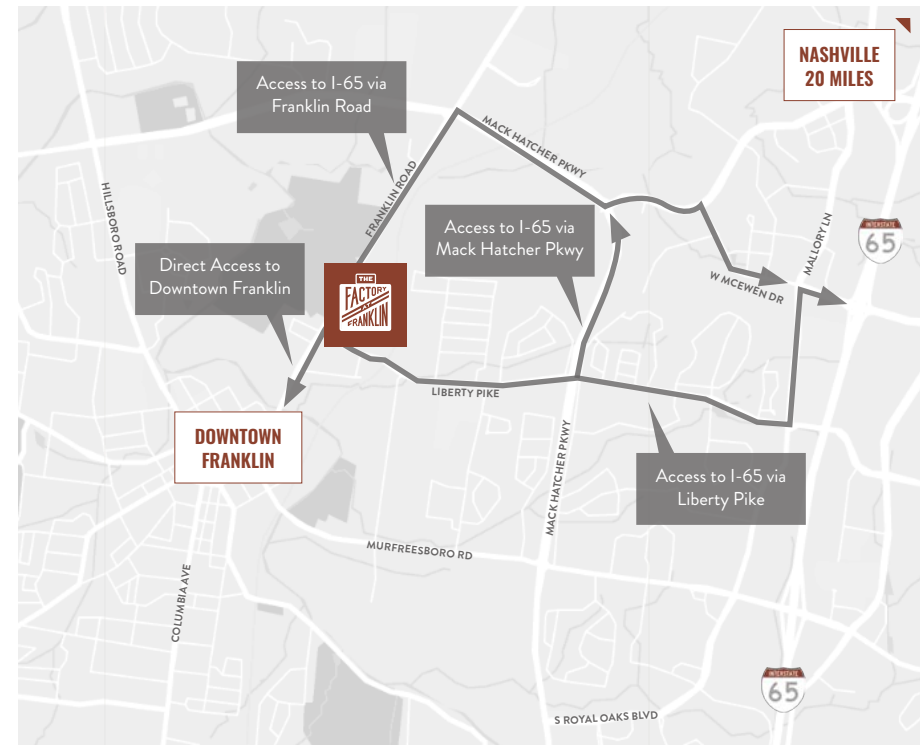 NASHVILLE
20 MILES
Access to I-65 via
Franklin Road
MACK HATCHER PKWY
FRANKLIN ROAD
HILLSBORO ROAD
Access to I-65 via
Mack Hatcher Pkwy
MALLORY LN
INTERSTATE
65
Direct Access to
Downtown Franklin
W MCEWEN DR
THE
FACTORY
AT
FRANKLIN
LIBERTY PIKE
DOWNTOWN
FRANKLIN
MACK HATCHER PKWY
Access to I-65 via
Liberty Pike
MURFREESBORO RD
COLUMBIA AVE
INTERSTATE
65
S ROYAL OAKS BLVD